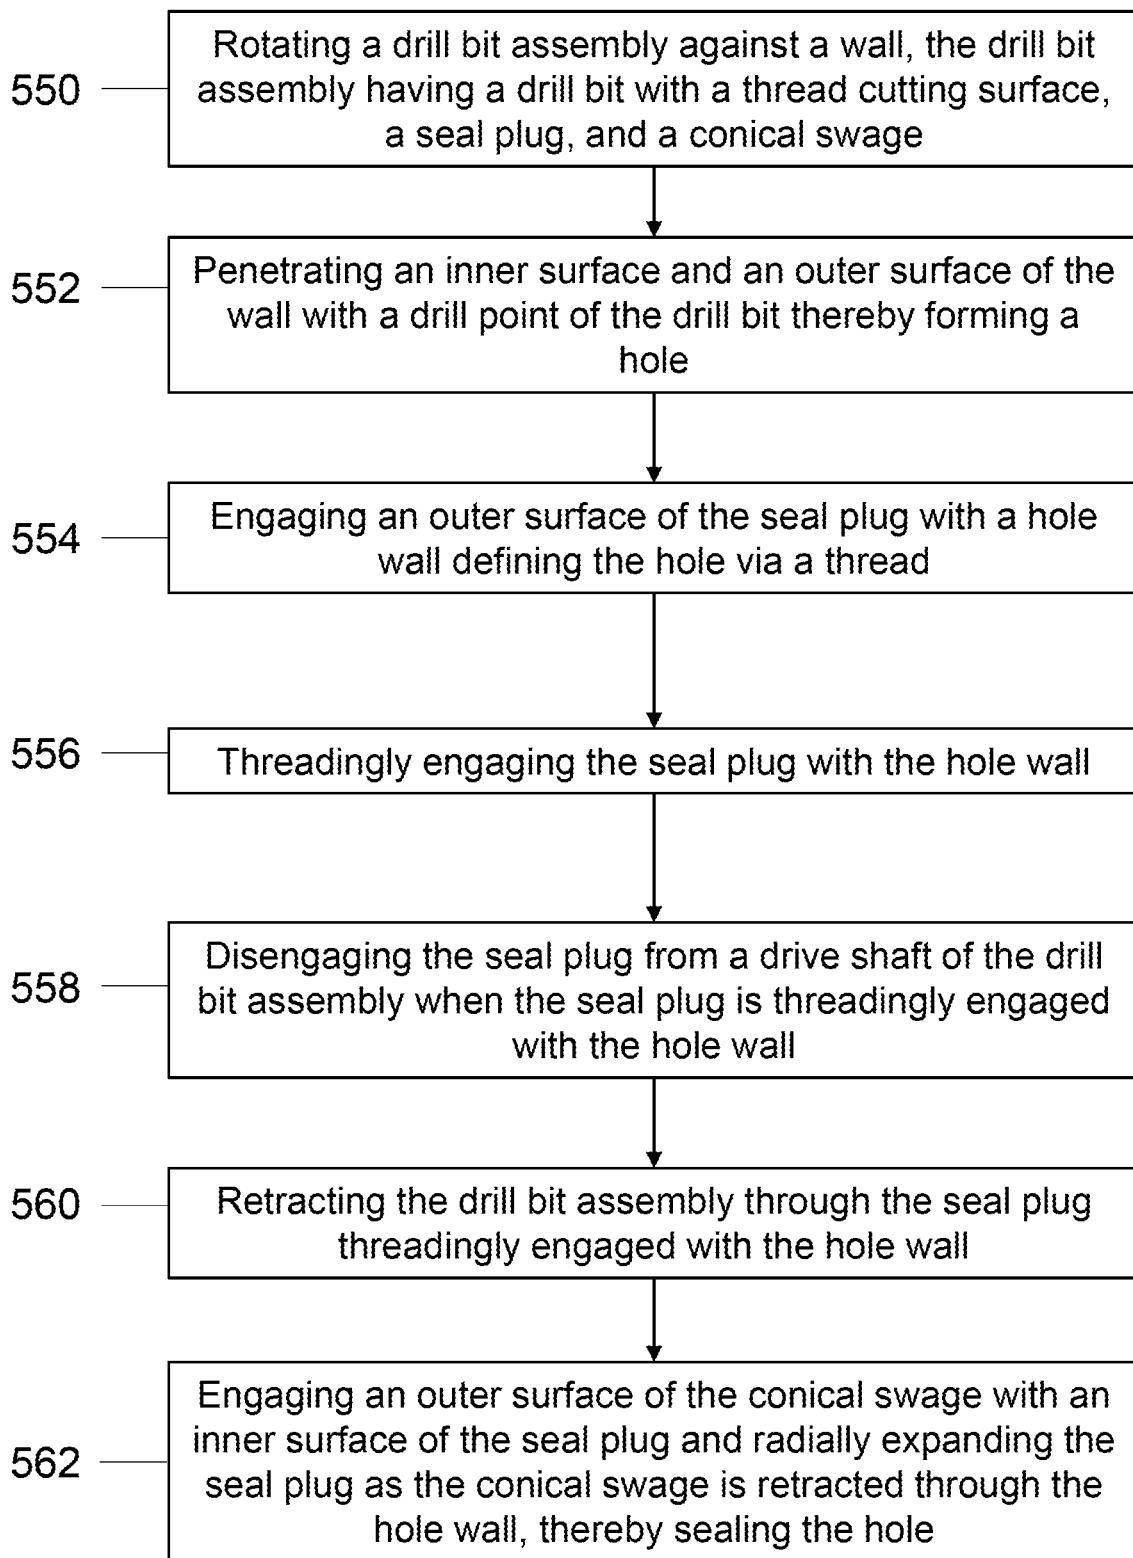 550
Rotating a drill bit assembly against a wall, the drill bit
assembly having a drill bit with a thread cutting surface,
a seal plug, and a conical swage
552
Penetrating an inner surface and an outer surface of the
wall with a drill point of the drill bit thereby forming a
hole
554
Engaging an outer surface of the seal plug with a hole
wall defining the hole via a thread
556
Threadingly engaging the seal plug with the hole wall
558
Disengaging the seal plug from a drive shaft of the drill
bit assembly when the seal plug is threadingly engaged
with the hole wall
560
Retracting the drill bit assembly through the seal plug
threadingly engaged with the hole wall
562
Engaging an outer surface of the conical swage with an
inner surface of the seal plug and radially expanding the
seal plug as the conical swage is retracted through the
hole wall, thereby sealing the hole